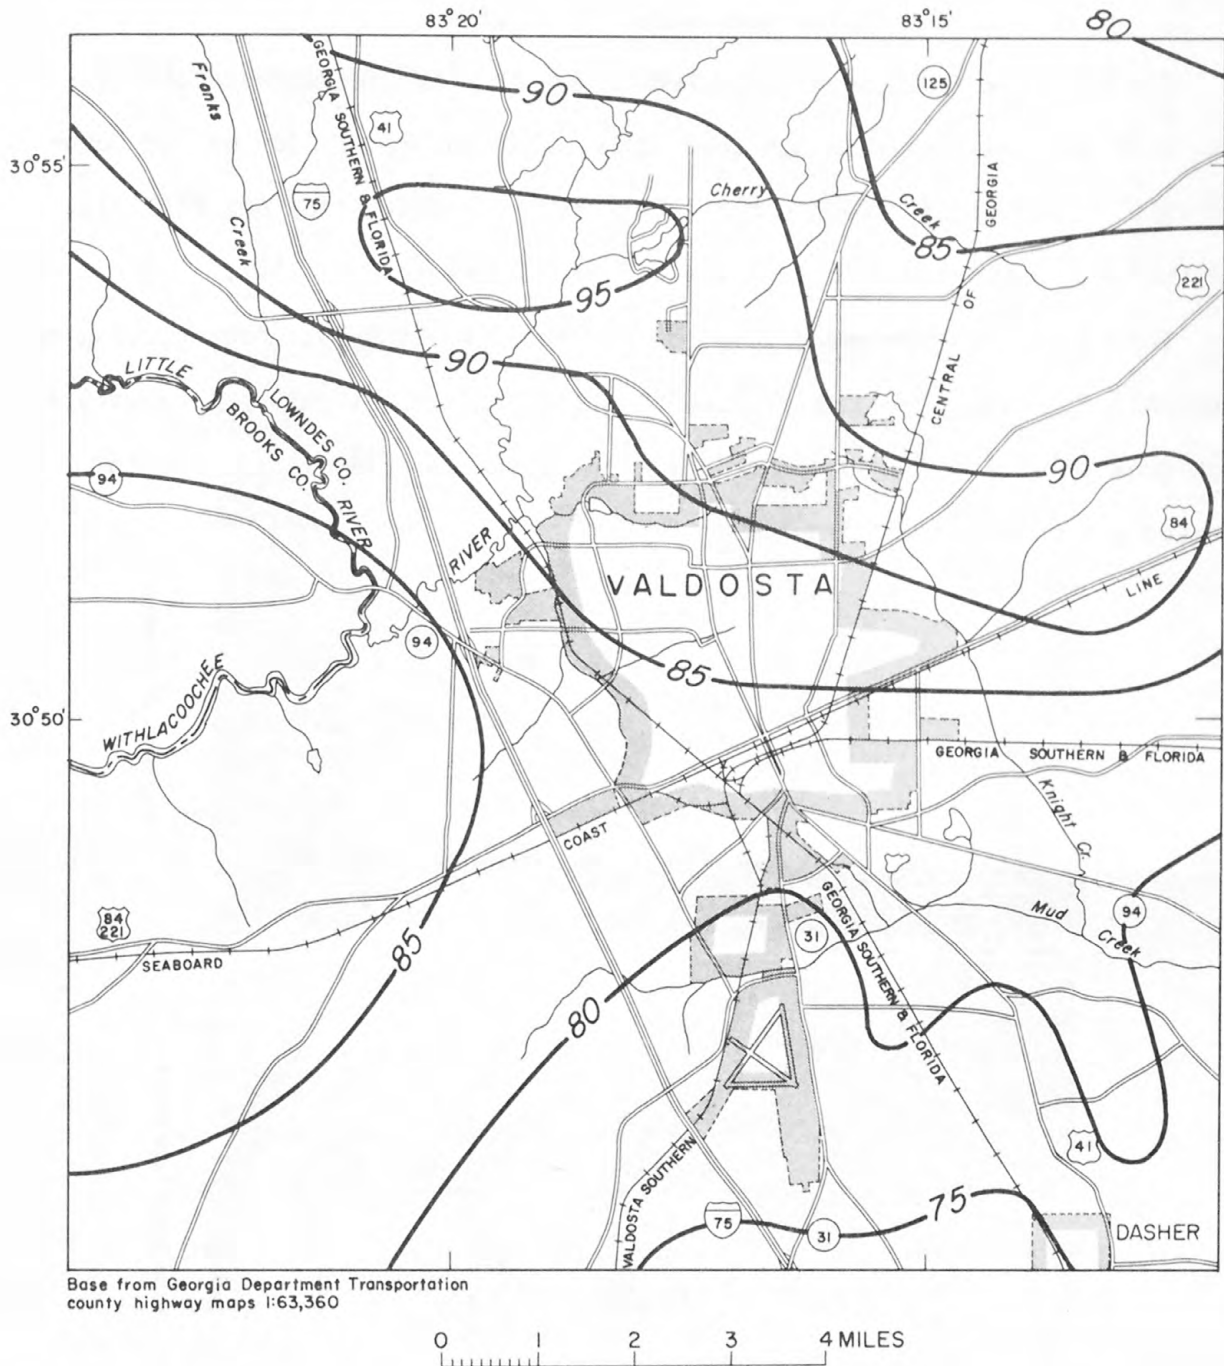 83°20'
83°15'
80
Franks
Creek
GEORGIA SOUTHERN & FLORIDA
41
90
125
30°55'
75
Cherry
Creek
GEORGIA
85
221
95
OF
CENTRAL
LITTLE
LOWNDES CO.
BROOKS CO.
RIVER
90
94
90
84
RIVER
VALDOSTA
LINE
94
WITHLACOOCHEE
85
30°50'
GEORGIA SOUTHERN & FLORIDA
COAST
Knight Cr.
84
221
SEABOARD
85
GEORGIA SOUTHERN & FLORIDA
31
Mud
Creek
94
80
41
VALDOSTA SOUTHERN
75
31
75
DASHER
Base from Georgia Department Transportation
county highway maps 1:63,360
0 1 2 3 4 MILES